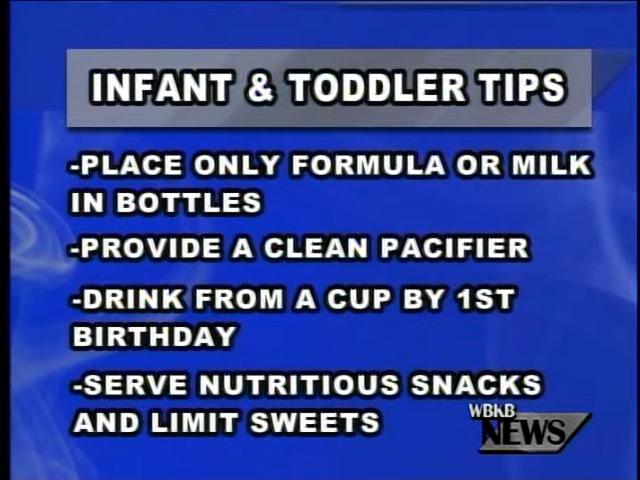 INFANT & TODDLER TIPS
-PLACE ONLY FORMULA OR MILK
IN BOTTLES
-PROVIDE A CLEAN PACIFIER
-DRINK FROM A CUP BY 1ST
BIRTHDAY
-SERVE NUTRITIOUS SNACKS
AND LIMIT SWEETS
WBKB
NEWS